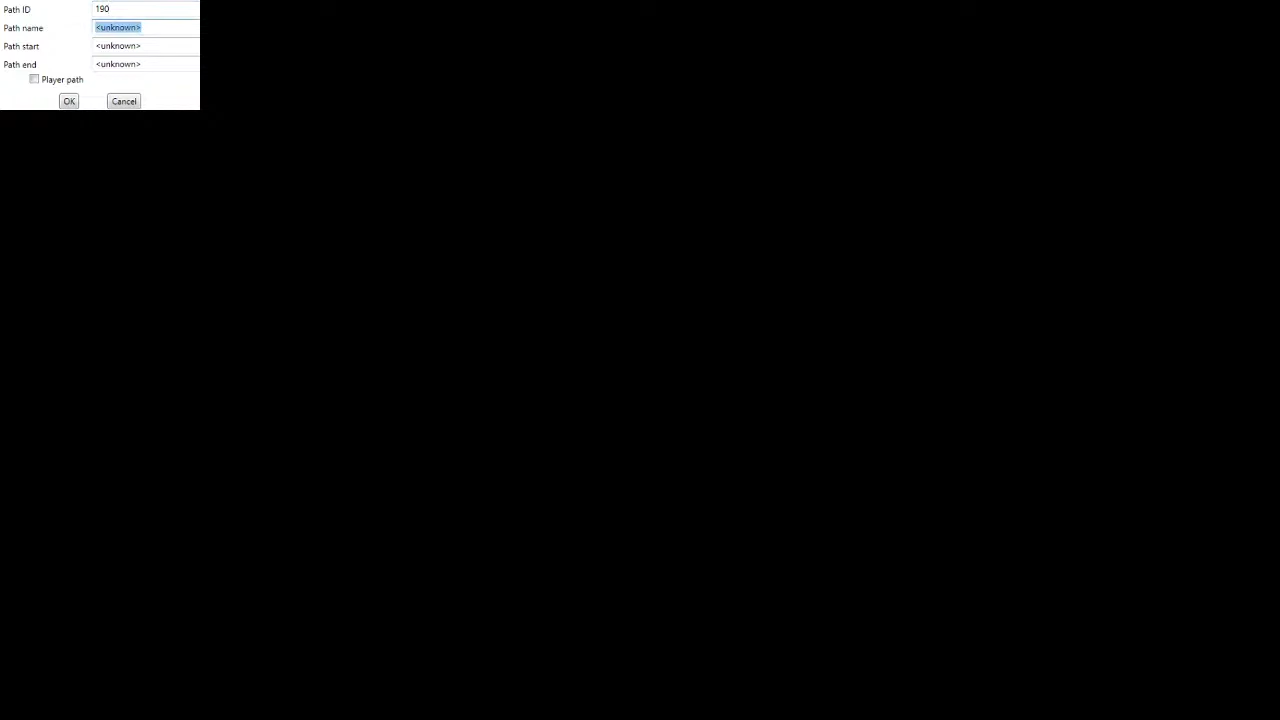 Path ID 190
Path name <unknown>
Path start <unknown>
Path end <unknown>
Player path
OK Cancel